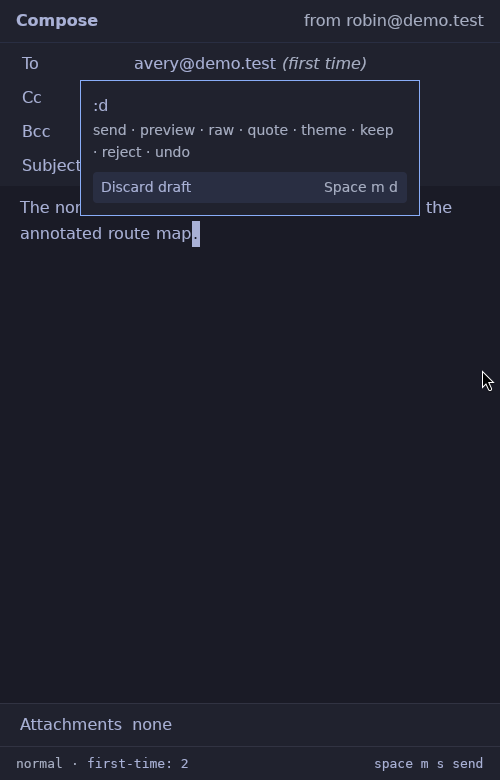 Compose from robin@demo.test
To avery@demo.test (first time)
Cc
:d
Bcc
send · preview · raw · quote · theme · keep
· reject · undo
Subject
Discard draft Space m d
The the
annotated route map.
Attachments none
normal · first-time: 2 space m s send